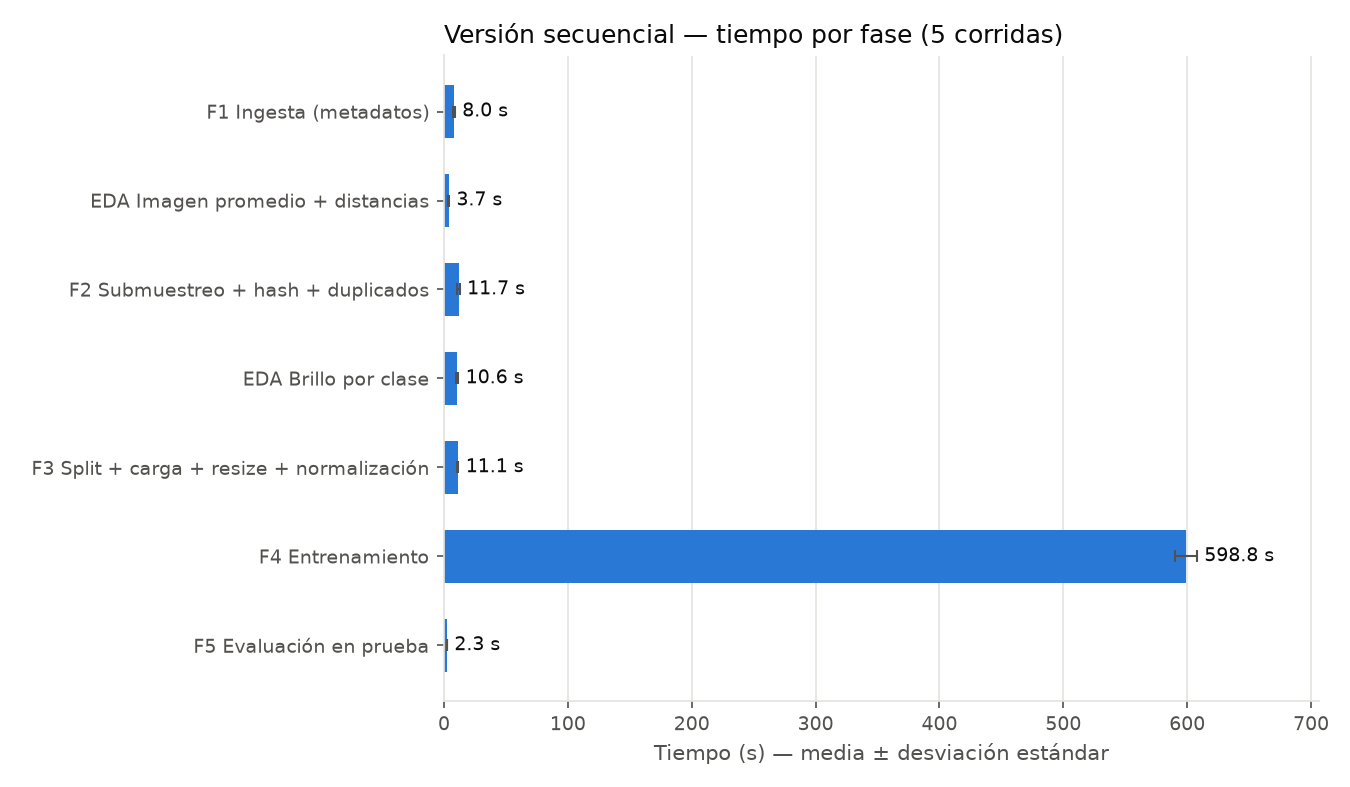 Versión secuencial — tiempo por fase (5 corridas)
F1 Ingesta (metadatos) 8.0 s
EDA Imagen promedio + distancias 3.7 s
F2 Submuestreo + hash + duplicados 11.7 s
EDA Brillo por clase 10.6 s
F3 Split + carga + resize + normalización 11.1 s
F4 Entrenamiento 598.8 s
F5 Evaluación en prueba 2.3 s
0 100 200 300 400 500 600 700
Tiempo (s) — media ± desviación estándar